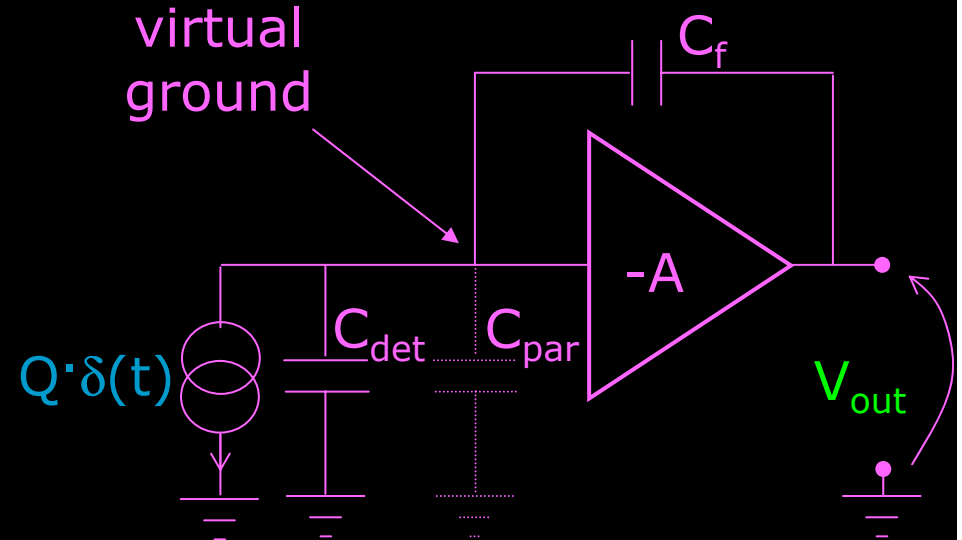 virtual
ground
Cf
-A
Cdet
Cpar
Q·δ(t)
Vout